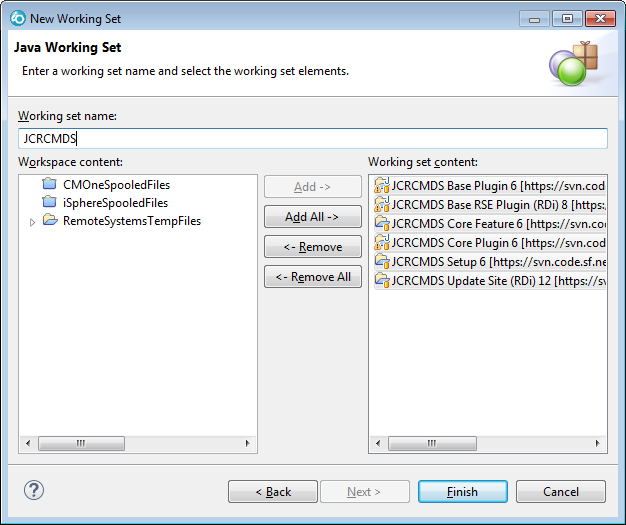 New Working Set
Java Working Set
Enter a working set name and select the working set elements.
Working set name:
JCRCMDS
Workspace content:
Working set content:
CMOneSpooledFiles
iSphereSpooledFiles
RemoteSystemsTempFiles
Add ->
Add All ->
<- Remove
<- Remove All
JCRCMDS Base Plugin 6 [https://svn.code
JCRCMDS Base RSE Plugin (RDi) 8 [https:/
JCRCMDS Core Feature 6 [https://svn.cod
JCRCMDS Core Plugin 6 [https://svn.code
JCRCMDS Setup 6 [https://svn.code.sf.ne
JCRCMDS Update Site (RDi) 12 [https://sv
?
< Back
Next >
Finish
Cancel